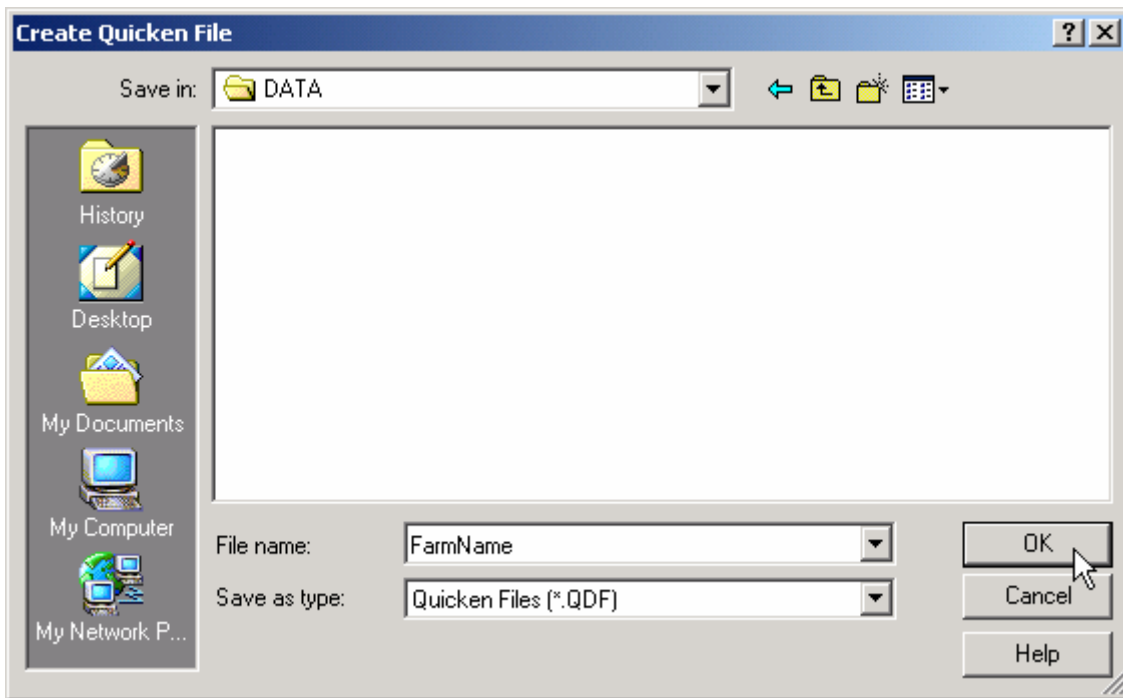 Create Quicken File
Save in: DATA
History
Desktop
My Documents
My Computer
My Network P...
File name: FarmName
Save as type: Quicken Files (*.QDF)
OK
Cancel
Help